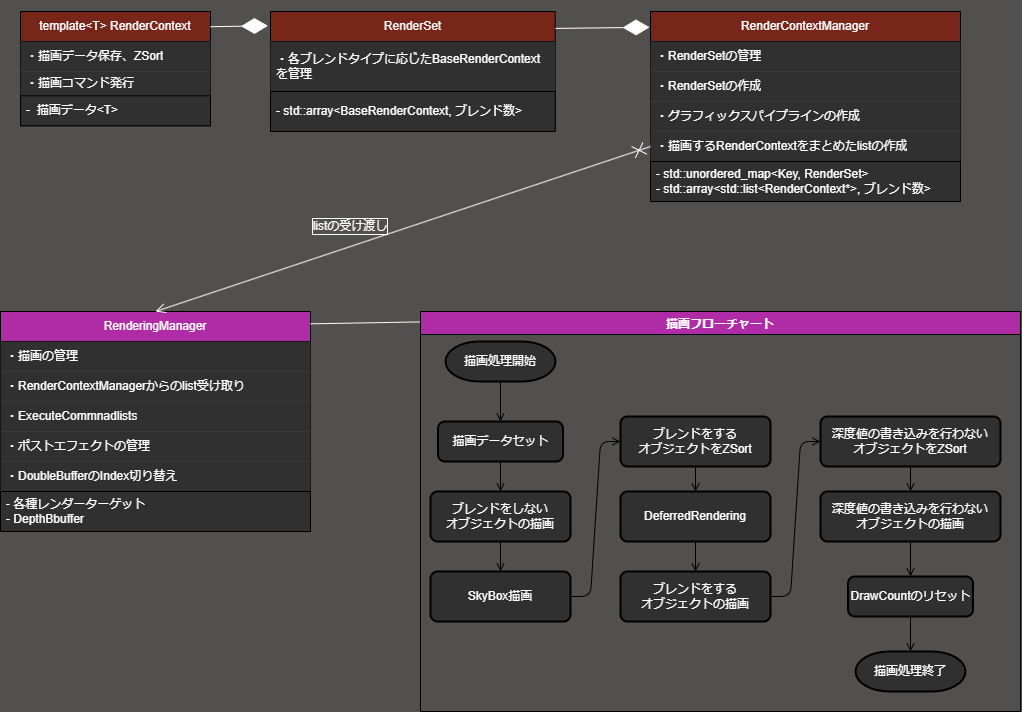 template<T> RenderContext
・描画データ保存、ZSort
・描画コマンド発行
- 描画データ<T>
RenderSet
・各ブレンドタイプに応じたBaseRenderContext
を管理
- std::array<BaseRenderContext, ブレンド数>
RenderContextManager
・RenderSetの管理
・RenderSetの作成
・グラフィックスパイプラインの作成
・描画するRenderContextをまとめたlistの作成
- std::unordered_map<Key, RenderSet>
- std::array<std::list<RenderContext*>, ブレンド数>
listの受け渡し
RenderingManager
・描画の管理
・RenderContextManagerからのlist受け取り
・ExecuteCommnadlists
・ポストエフェクトの管理
・DoubleBufferのIndex切り替え
- 各種レンダーターゲット
- DepthBbuffer
描画フローチャート
描画処理開始
描画データセット
ブレンドをしない
オブジェクトの描画
SkyBox描画
ブレンドをする
オブジェクトをZSort
DeferredRendering
ブレンドをする
オブジェクトの描画
深度値の書き込みを行わない
オブジェクトをZSort
深度値の書き込みを行わない
オブジェクトの描画
DrawCountのリセット
描画処理終了